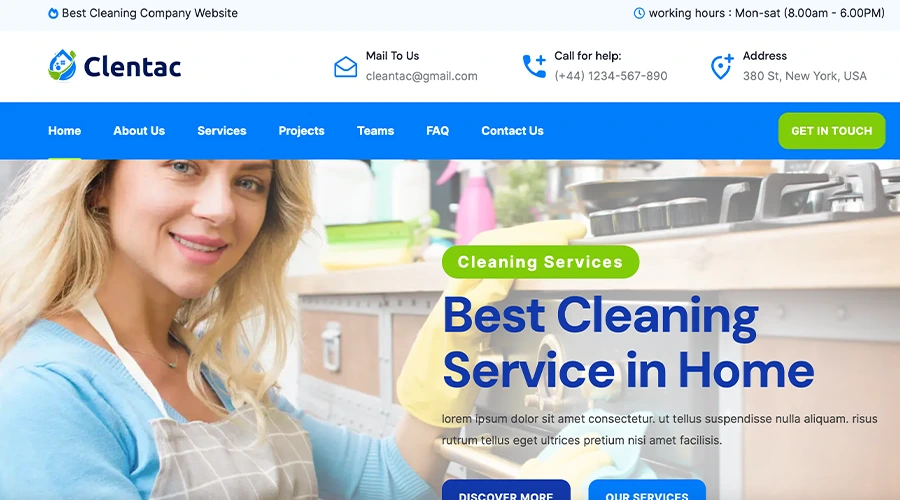 Best Cleaning Company Website
working hours : Mon-sat (8.00am - 6.00PM)
Clentac
Mail To Us
cleantac@gmail.com
Call for help:
(+44) 1234-567-890
Address
380 St, New York, USA
Home About Us Services Projects Teams FAQ Contact Us
GET IN TOUCH
Cleaning Services
Best Cleaning
Service in Home
lorem ipsum dolor sit amet consectetur. ut tellus suspendisse nulla aliquam. risus
rutrum tellus eget ultrices pretium nisi amet facilisis.
DISCOVER MORE
OUR SERVICES